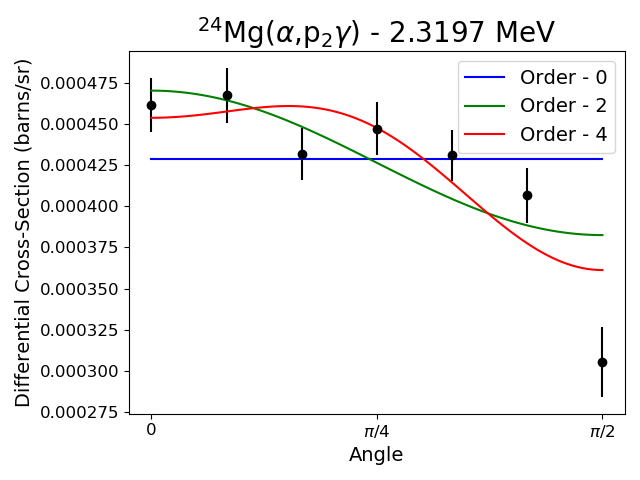 ²⁴Mg(α,p₂γ) - 2.3197 MeV
Differential Cross-Section (barns/sr)
0.000475
0.000450
0.000425
0.000400
0.000375
0.000350
0.000325
0.000300
0.000275
Order - 0
Order - 2
Order - 4
0
π/4
π/2
Angle